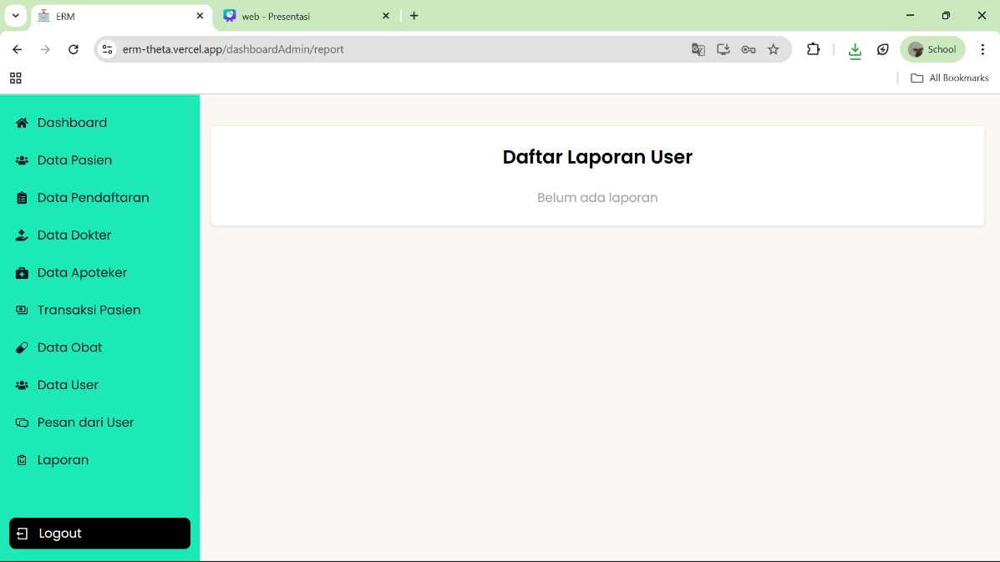 ERM
web - Presentasi
erm-theta.vercel.app/dashboardAdmin/report
School
All Bookmarks
Dashboard
Data Pasien
Data Pendaftaran
Data Dokter
Data Apoteker
Transaksi Pasien
Data Obat
Data User
Pesan dari User
Laporan
Logout
Daftar Laporan User
Belum ada laporan